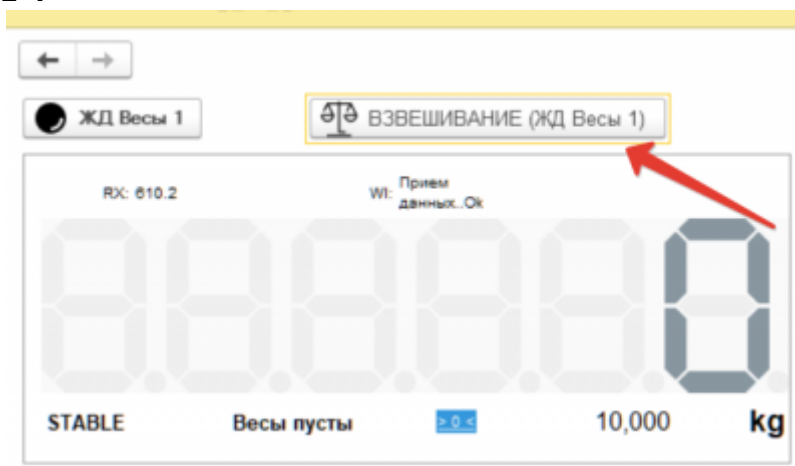 ЖД Весы 1
ВЗВЕШИВАНИЕ (ЖД Весы 1)
RX: 610.2
WI: Прием
данных..Ok
0
STABLE Весы пусты > 0 < 10,000 kg